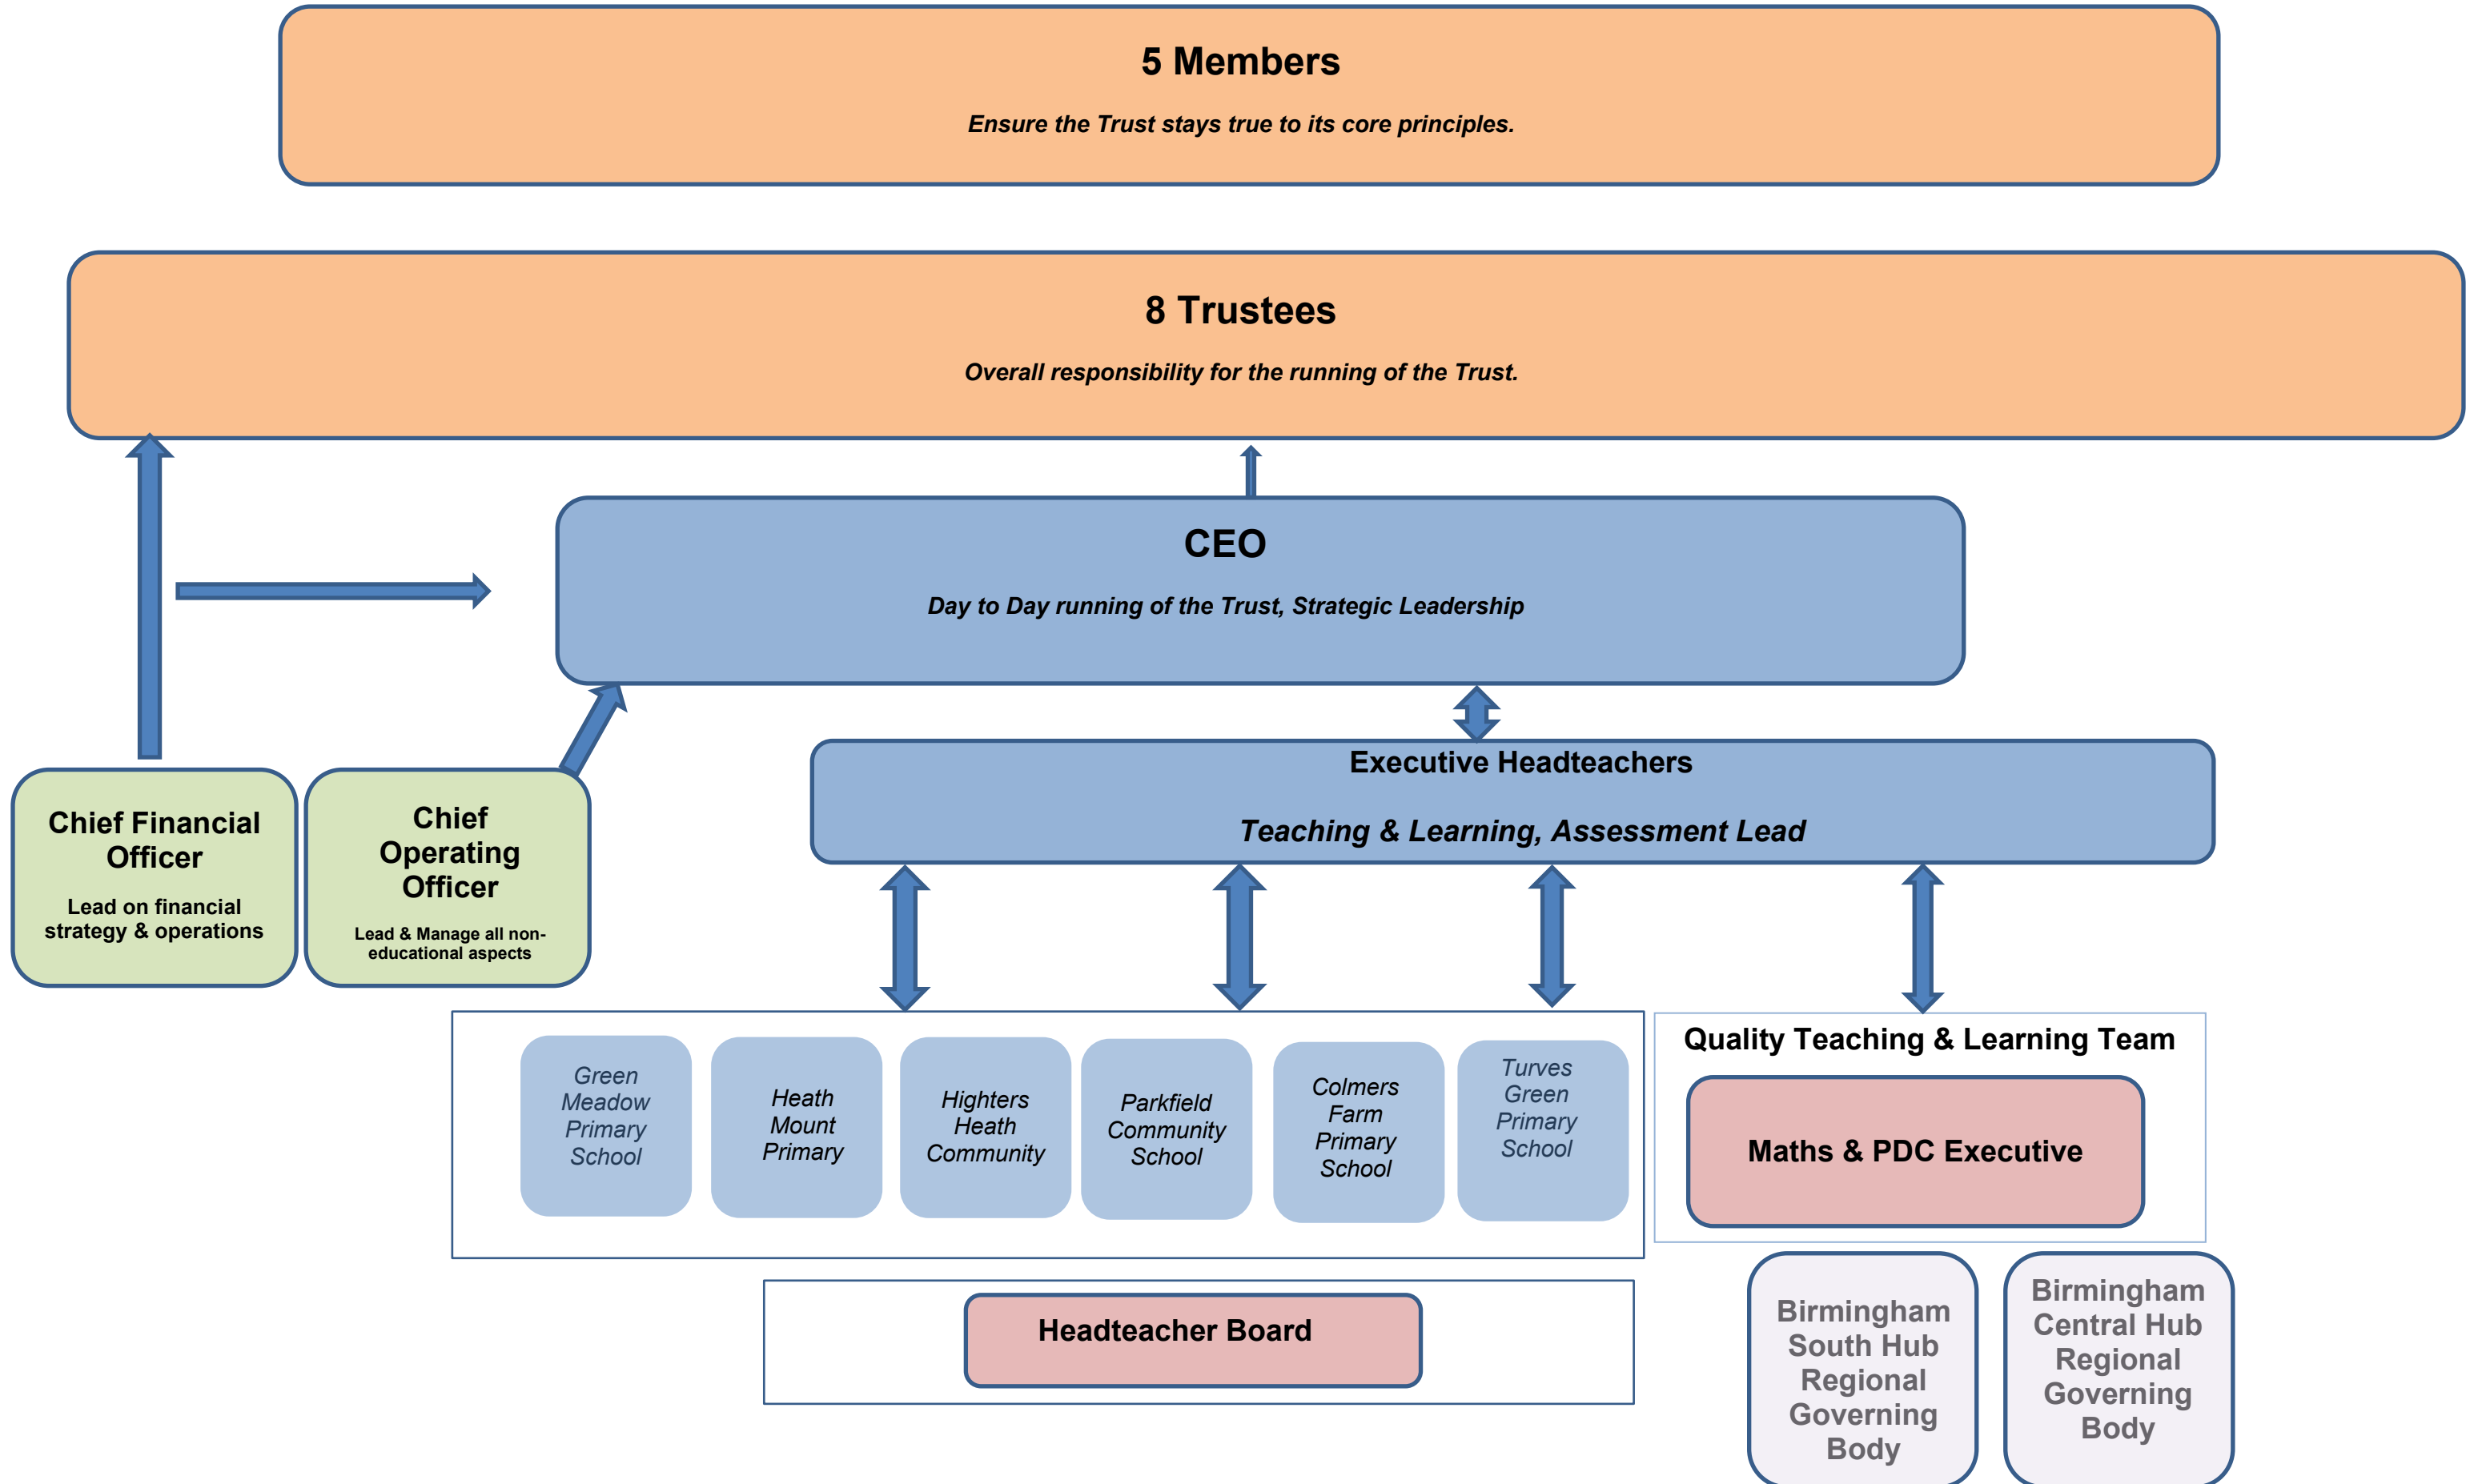 5 Members
Ensure the Trust stays true to its core principles.
8 Trustees
Overall responsibility for the running of the Trust.
CEO
Day to Day running of the Trust, Strategic Leadership
Executive Headteachers
Teaching & Learning, Assessment Lead
Chief Financial
Officer
Lead on financial
strategy & operations
Chief
Operating
Officer
Lead & Manage all non-
educational aspects
Green
Meadow
Primary
School
Heath
Mount
Primary
Highters
Heath
Community
Parkfield
Community
School
Colmers
Farm
Primary
School
Turves
Green
Primary
School
Quality Teaching & Learning Team
Maths & PDC Executive
Headteacher Board
Birmingham
South Hub
Regional
Governing
Body
Birmingham
Central Hub
Regional
Governing
Body